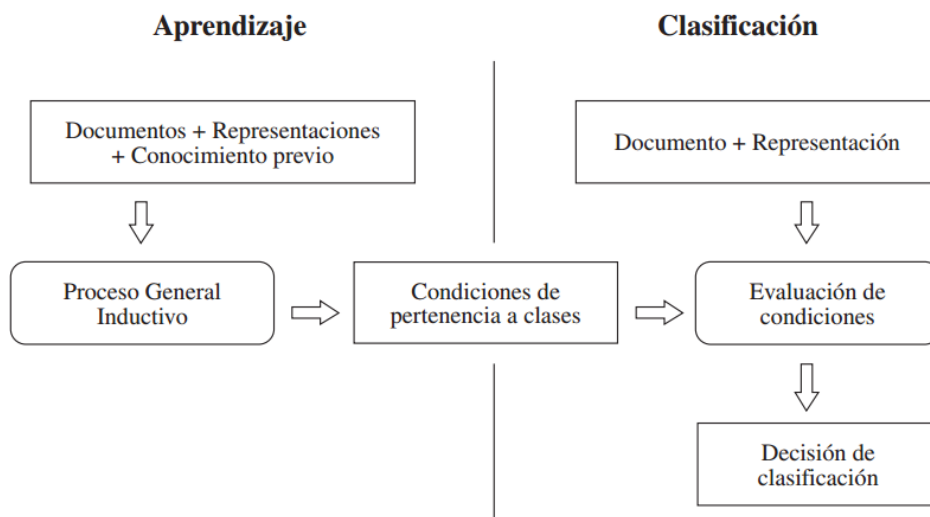 Aprendizaje
Clasificación
Documentos + Representaciones
+ Conocimiento previo
Documento + Representación
Proceso General
Inductivo
Condiciones de
pertenencia a clases
Evaluación de
condiciones
Decisión de
clasificación